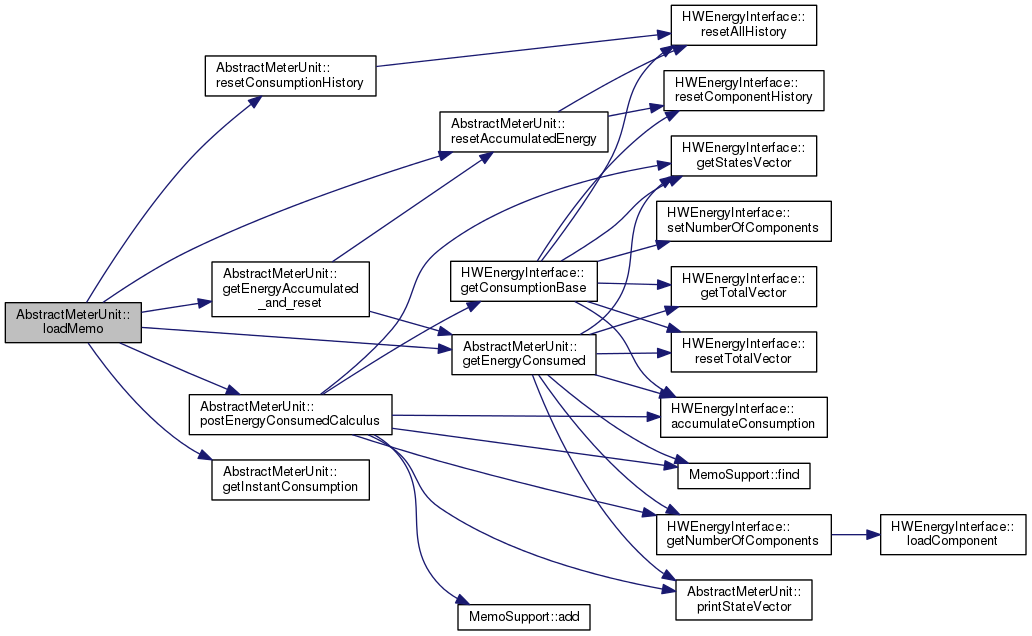 HWEnergyInterface::
resetAllHistory
AbstractMeterUnit::
resetConsumptionHistory
HWEnergyInterface::
resetComponentHistory
AbstractMeterUnit::
resetAccumulatedEnergy
HWEnergyInterface::
getStatesVector
HWEnergyInterface::
setNumberOfComponents
AbstractMeterUnit::
getEnergyAccumulated
_and_reset
HWEnergyInterface::
getConsumptionBase
HWEnergyInterface::
getTotalVector
AbstractMeterUnit::
loadMemo
AbstractMeterUnit::
getEnergyConsumed
HWEnergyInterface::
resetTotalVector
AbstractMeterUnit::
postEnergyConsumedCalculus
HWEnergyInterface::
accumulateConsumption
AbstractMeterUnit::
getInstantConsumption
MemoSupport::find
HWEnergyInterface::
getNumberOfComponents
HWEnergyInterface::
loadComponent
AbstractMeterUnit::
printStateVector
MemoSupport::add